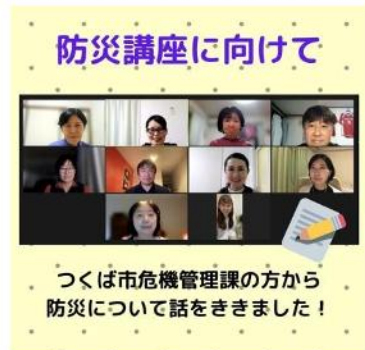 防災講座に向けて
つくば市危機管理課の方から
防災について話をききました！